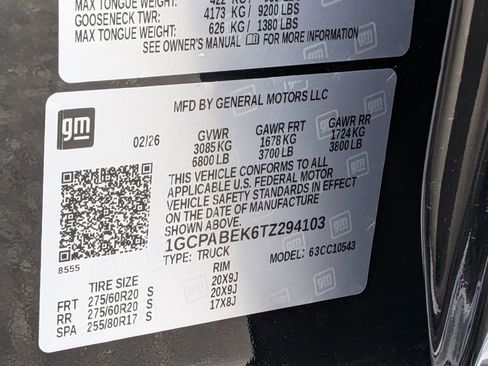 MAX TONGUE WEIGHT:
GOOSENECK TWR: 4173 KG / 9200 LBS
MAX TONGUE WEIGHT: 626 KG / 1380 LBS
SEE OWNER'S MANUAL FOR MORE INFORMATION
gm
MFD BY GENERAL MOTORS LLC
02/26 GVWR GAWR FRT GAWR RR
3085 KG 1678 KG 1724 KG
6800 LB 3700 LB 3800 LB
THIS VEHICLE CONFORMS TO ALL
APPLICABLE U.S. FEDERAL MOTOR
VEHICLE SAFETY STANDARDS IN EFFECT
ON THE DATE OF MANUFACTURE
SHOWN ABOVE.
1GCPABEK6TZ294103
TYPE: TRUCK MODEL: 63CC10543
8555
TIRE SIZE RIM
FRT 275/60R20 S 20X9J
RR 275/60R20 S 20X9J
SPA 255/80R17 S 17X8J